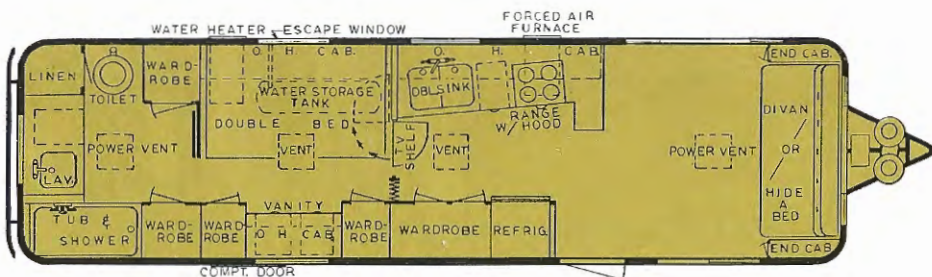 FORCED AIR
WATER HEATER
ESCAPE WINDOW
FURNACE
O. H. CAB.
O. H. CAB.
END CAB.
LINEN
WARD-
ROBE
TOILET
WATER STORAGE
TANK
DBL SINK
RANGE
W/HOOD
DOUBLE BED
TV
SHELF
DIVAN
OR
HIDE
A
BED
POWER VENT
VENT
VENT
POWER VENT
LAV.
VANITY
TUB &
SHOWER
WARD-
ROBE
WARD-
ROBE
O. H. CAB.
WARD-
ROBE
WARDROBE
REFRIG.
END CAB.
COMPT. DOOR